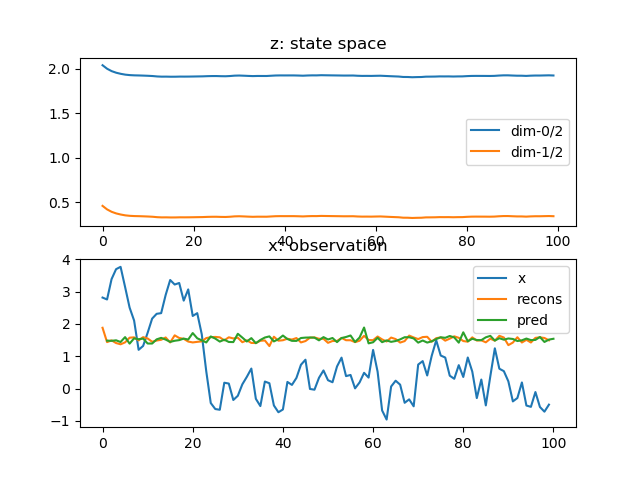 z: state space
2.0
1.5
1.0
0.5
dim-0/2
dim-1/2
0 20 40 60 80 100
x: observation
4
3
2
1
0
−1
x
recons
pred
0 20 40 60 80 100